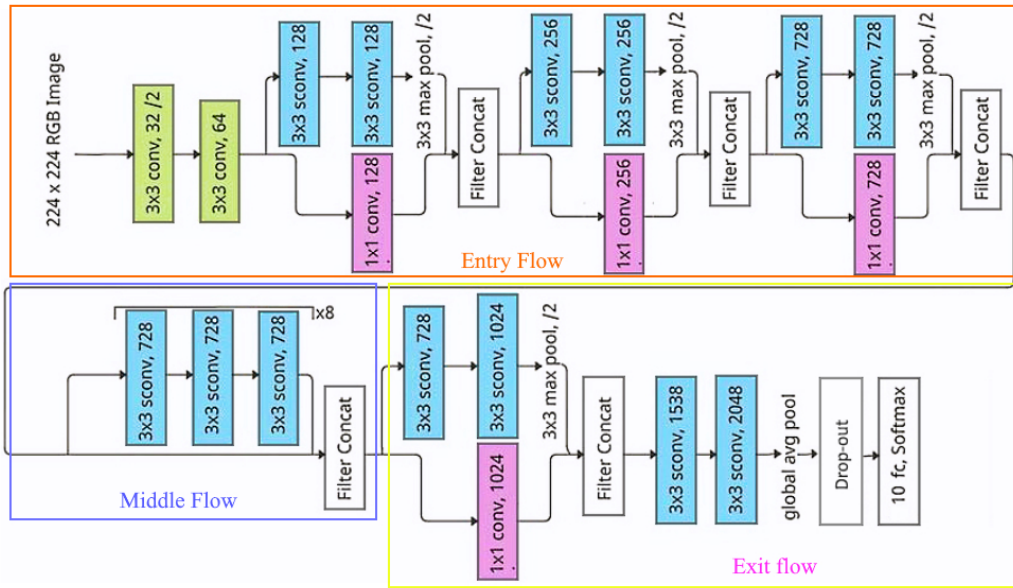 224 x 224 RGB Image
3x3 conv, 32 /2
3x3 conv, 64
3x3 sconv, 128
3x3 sconv, 128
3x3 max pool, /2
1x1 conv, 128
Filter Concat
3x3 sconv, 256
3x3 sconv, 256
3x3 max pool, /2
1x1 conv, 256
Filter Concat
3x3 sconv, 728
3x3 sconv, 728
3x3 max pool, /2
1x1 conv, 728
Filter Concat
Entry Flow
3x3 sconv, 728
3x3 sconv, 728
3x3 sconv, 728
x8
Filter Concat
Middle Flow
3x3 sconv, 728
3x3 sconv, 1024
3x3 max pool, /2
1x1 conv, 1024
Filter Concat
3x3 sconv, 1538
3x3 sconv, 2048
global avg pool
Drop-out
10 fc, Softmax
Exit flow